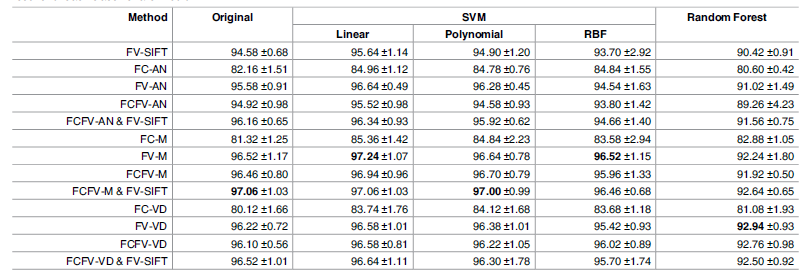 Method Original SVM Random Forest
Linear Polynomial RBF
FV-SIFT 94.58 ±0.68 95.64 ±1.14 94.90 ±1.20 93.70 ±2.92 90.42 ±0.91
FC-AN 82.16 ±1.51 84.96 ±1.12 84.78 ±0.76 84.84 ±1.55 80.60 ±0.42
FV-AN 95.58 ±0.91 96.64 ±0.49 96.28 ±0.45 94.54 ±1.63 91.02 ±1.49
FCFV-AN 94.92 ±0.98 95.52 ±0.98 94.58 ±0.93 93.80 ±1.42 89.26 ±4.23
FCFV-AN & FV-SIFT 96.16 ±0.65 96.34 ±0.93 95.92 ±0.62 94.66 ±1.40 91.56 ±0.75
FC-M 81.32 ±1.25 85.36 ±1.42 84.84 ±2.23 83.58 ±2.94 82.88 ±1.05
FV-M 96.52 ±1.17 97.24 ±1.07 96.64 ±0.78 96.52 ±1.15 92.24 ±1.80
FCFV-M 96.46 ±0.80 96.94 ±0.96 96.70 ±0.79 95.96 ±1.33 91.92 ±0.50
FCFV-M & FV-SIFT 97.06 ±1.03 97.06 ±1.03 97.00 ±0.99 96.46 ±0.68 92.64 ±0.65
FC-VD 80.12 ±1.66 83.74 ±1.76 84.12 ±1.68 83.68 ±1.18 81.08 ±1.93
FV-VD 96.22 ±0.72 96.58 ±1.01 96.38 ±1.01 95.42 ±0.93 92.94 ±0.93
FCFV-VD 96.10 ±0.56 96.58 ±0.81 96.22 ±1.05 96.02 ±0.89 92.76 ±0.98
FCFV-VD & FV-SIFT 96.52 ±1.01 96.64 ±1.11 96.30 ±1.78 95.70 ±1.74 92.50 ±0.92